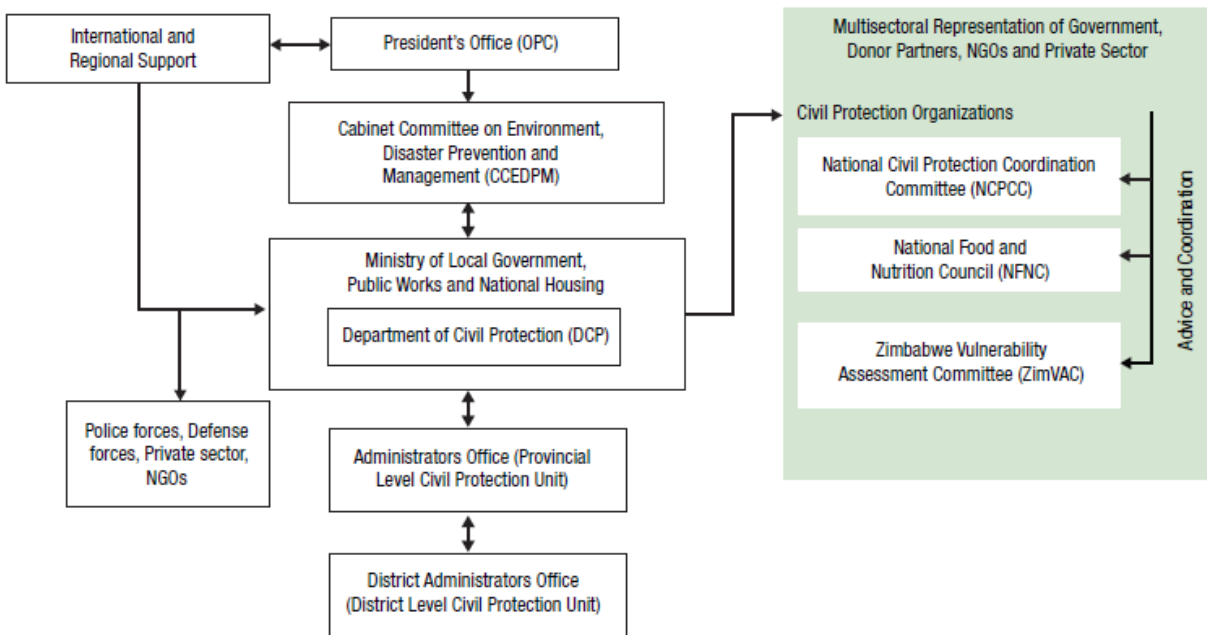 International and
Regional Support
President's Office (OPC)
Cabinet Committee on Environment,
Disaster Prevention and
Management (CCEDPM)
Ministry of Local Government,
Public Works and National Housing
Department of Civil Protection (DCP)
Police forces, Defense
forces, Private sector,
NGOs
Administrators Office (Provincial
Level Civil Protection Unit)
District Administrators Office
(District Level Civil Protection Unit)
Multisectoral Representation of Government,
Donor Partners, NGOs and Private Sector
Civil Protection Organizations
National Civil Protection Coordination
Committee (NCPCC)
National Food and
Nutrition Council (NFNC)
Zimbabwe Vulnerability
Assessment Committee (ZimVAC)
Advice and Coordination